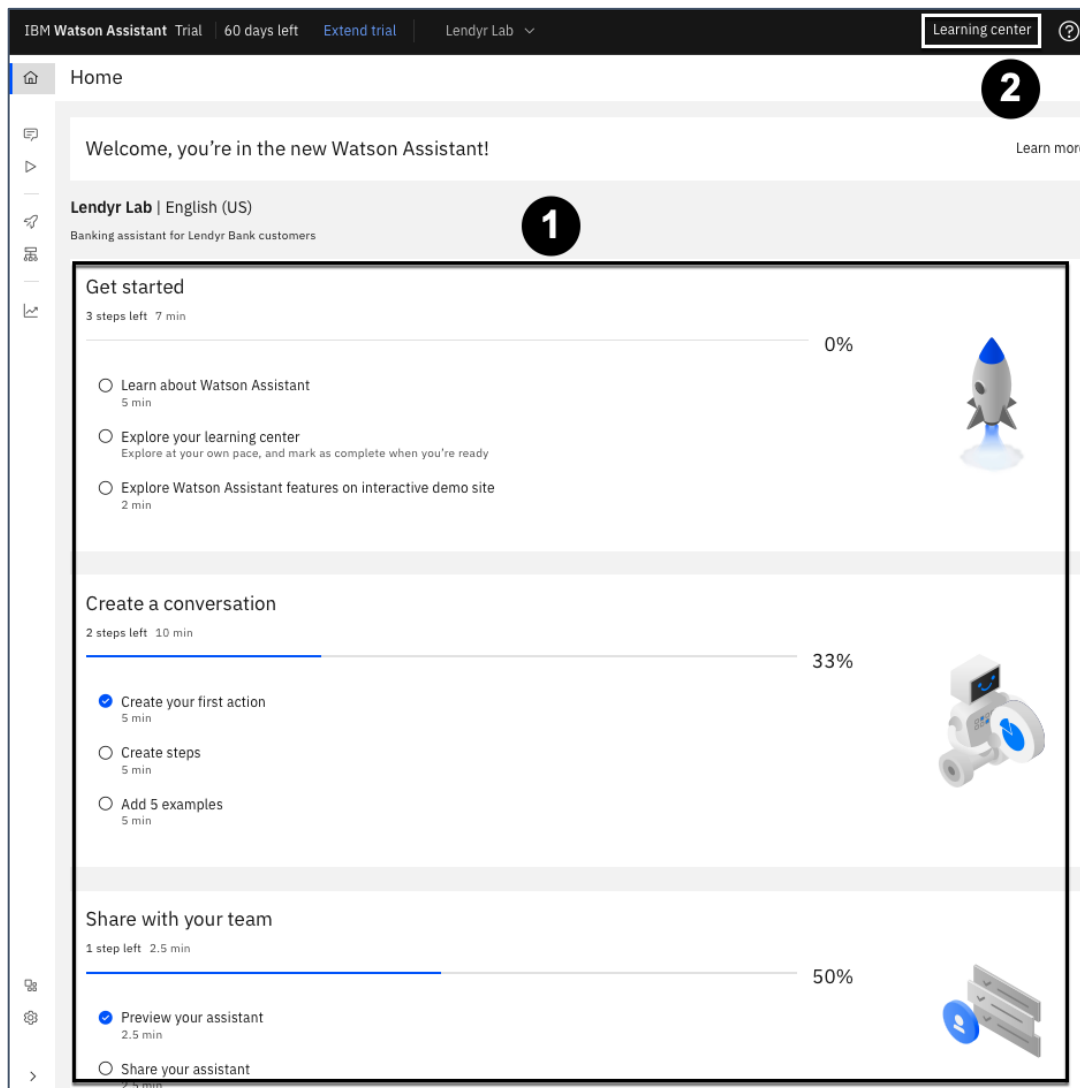 IBM Watson Assistant Trial 60 days left Extend trial Lendyr Lab Learning center ?
Home
2
Welcome, you’re in the new Watson Assistant!
Learn more
Lendyr Lab | English (US)
1
Banking assistant for Lendyr Bank customers
Get started
3 steps left 7 min
0%
Learn about Watson Assistant
5 min
Explore your learning center
Explore at your own pace, and mark as complete when you’re ready
Explore Watson Assistant features on interactive demo site
2 min
Create a conversation
2 steps left 10 min
33%
Create your first action
5 min
Create steps
5 min
Add 5 examples
5 min
Share with your team
1 step left 2.5 min
50%
Preview your assistant
2.5 min
Share your assistant
2.5 min